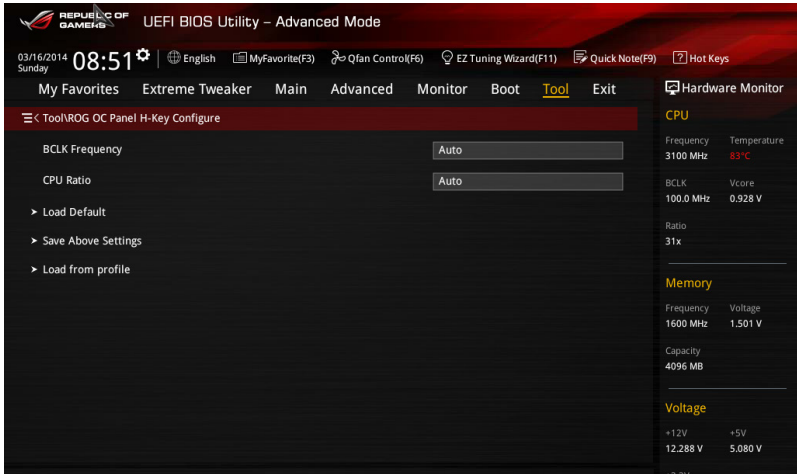 REPUBLIC OF
GAMERS
UEFI BIOS Utility – Advanced Mode
03/16/2014
Sunday
08:51
English
MyFavorite(F3)
Qfan Control(F6)
EZ Tuning Wizard(F11)
Quick Note(F9)
? Hot Keys
My Favorites
Extreme Tweaker
Main
Advanced
Monitor
Boot
Tool
Exit
Hardware Monitor
< Tool\ROG OC Panel H-Key Configure
BCLK Frequency
Auto
CPU Ratio
Auto
> Load Default
> Save Above Settings
> Load from profile
CPU
Frequency Temperature
3100 MHz 83°C
BCLK Vcore
100.0 MHz 0.928 V
Ratio
31x
Memory
Frequency Voltage
1600 MHz 1.501 V
Capacity
4096 MB
Voltage
+12V +5V
12.288 V 5.080 V